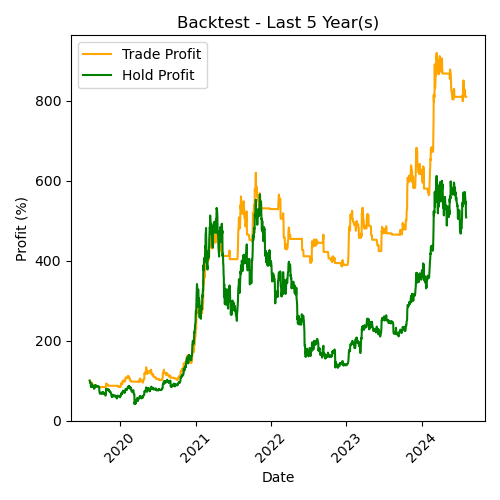 Backtest - Last 5 Year(s)
Trade Profit
Hold Profit
Profit (%)
800
600
400
200
0
2020
2021
2022
2023
2024
Date